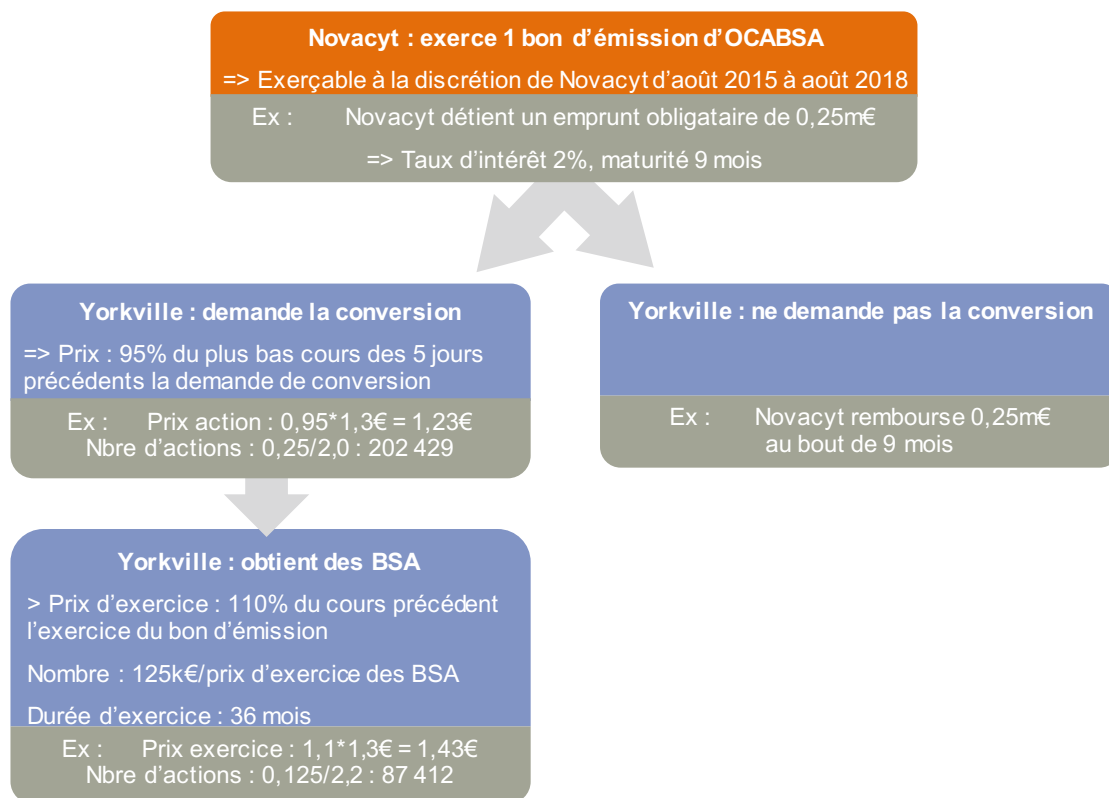 Novacyt : exerce 1 bon d’émission d’OCABSA
=> Exerçable à la discrétion de Novacyt d’août 2015 à août 2018
Ex : Novacyt détient un emprunt obligataire de 0,25m€
=> Taux d’intérêt 2%, maturité 9 mois
Yorkville : demande la conversion
=> Prix : 95% du plus bas cours des 5 jours
précédents la demande de conversion
Ex : Prix action : 0,95*1,3€ = 1,23€
Nbre d’actions : 0,25/2,0 : 202 429
Yorkville : ne demande pas la conversion
Ex : Novacyt rembourse 0,25m€
au bout de 9 mois
Yorkville : obtient des BSA
> Prix d’exercice : 110% du cours précédent
l’exercice du bon d’émission
Nombre : 125k€/prix d’exercice des BSA
Durée d’exercice : 36 mois
Ex : Prix exercice : 1,1*1,3€ = 1,43€
Nbre d’actions : 0,125/2,2 : 87 412